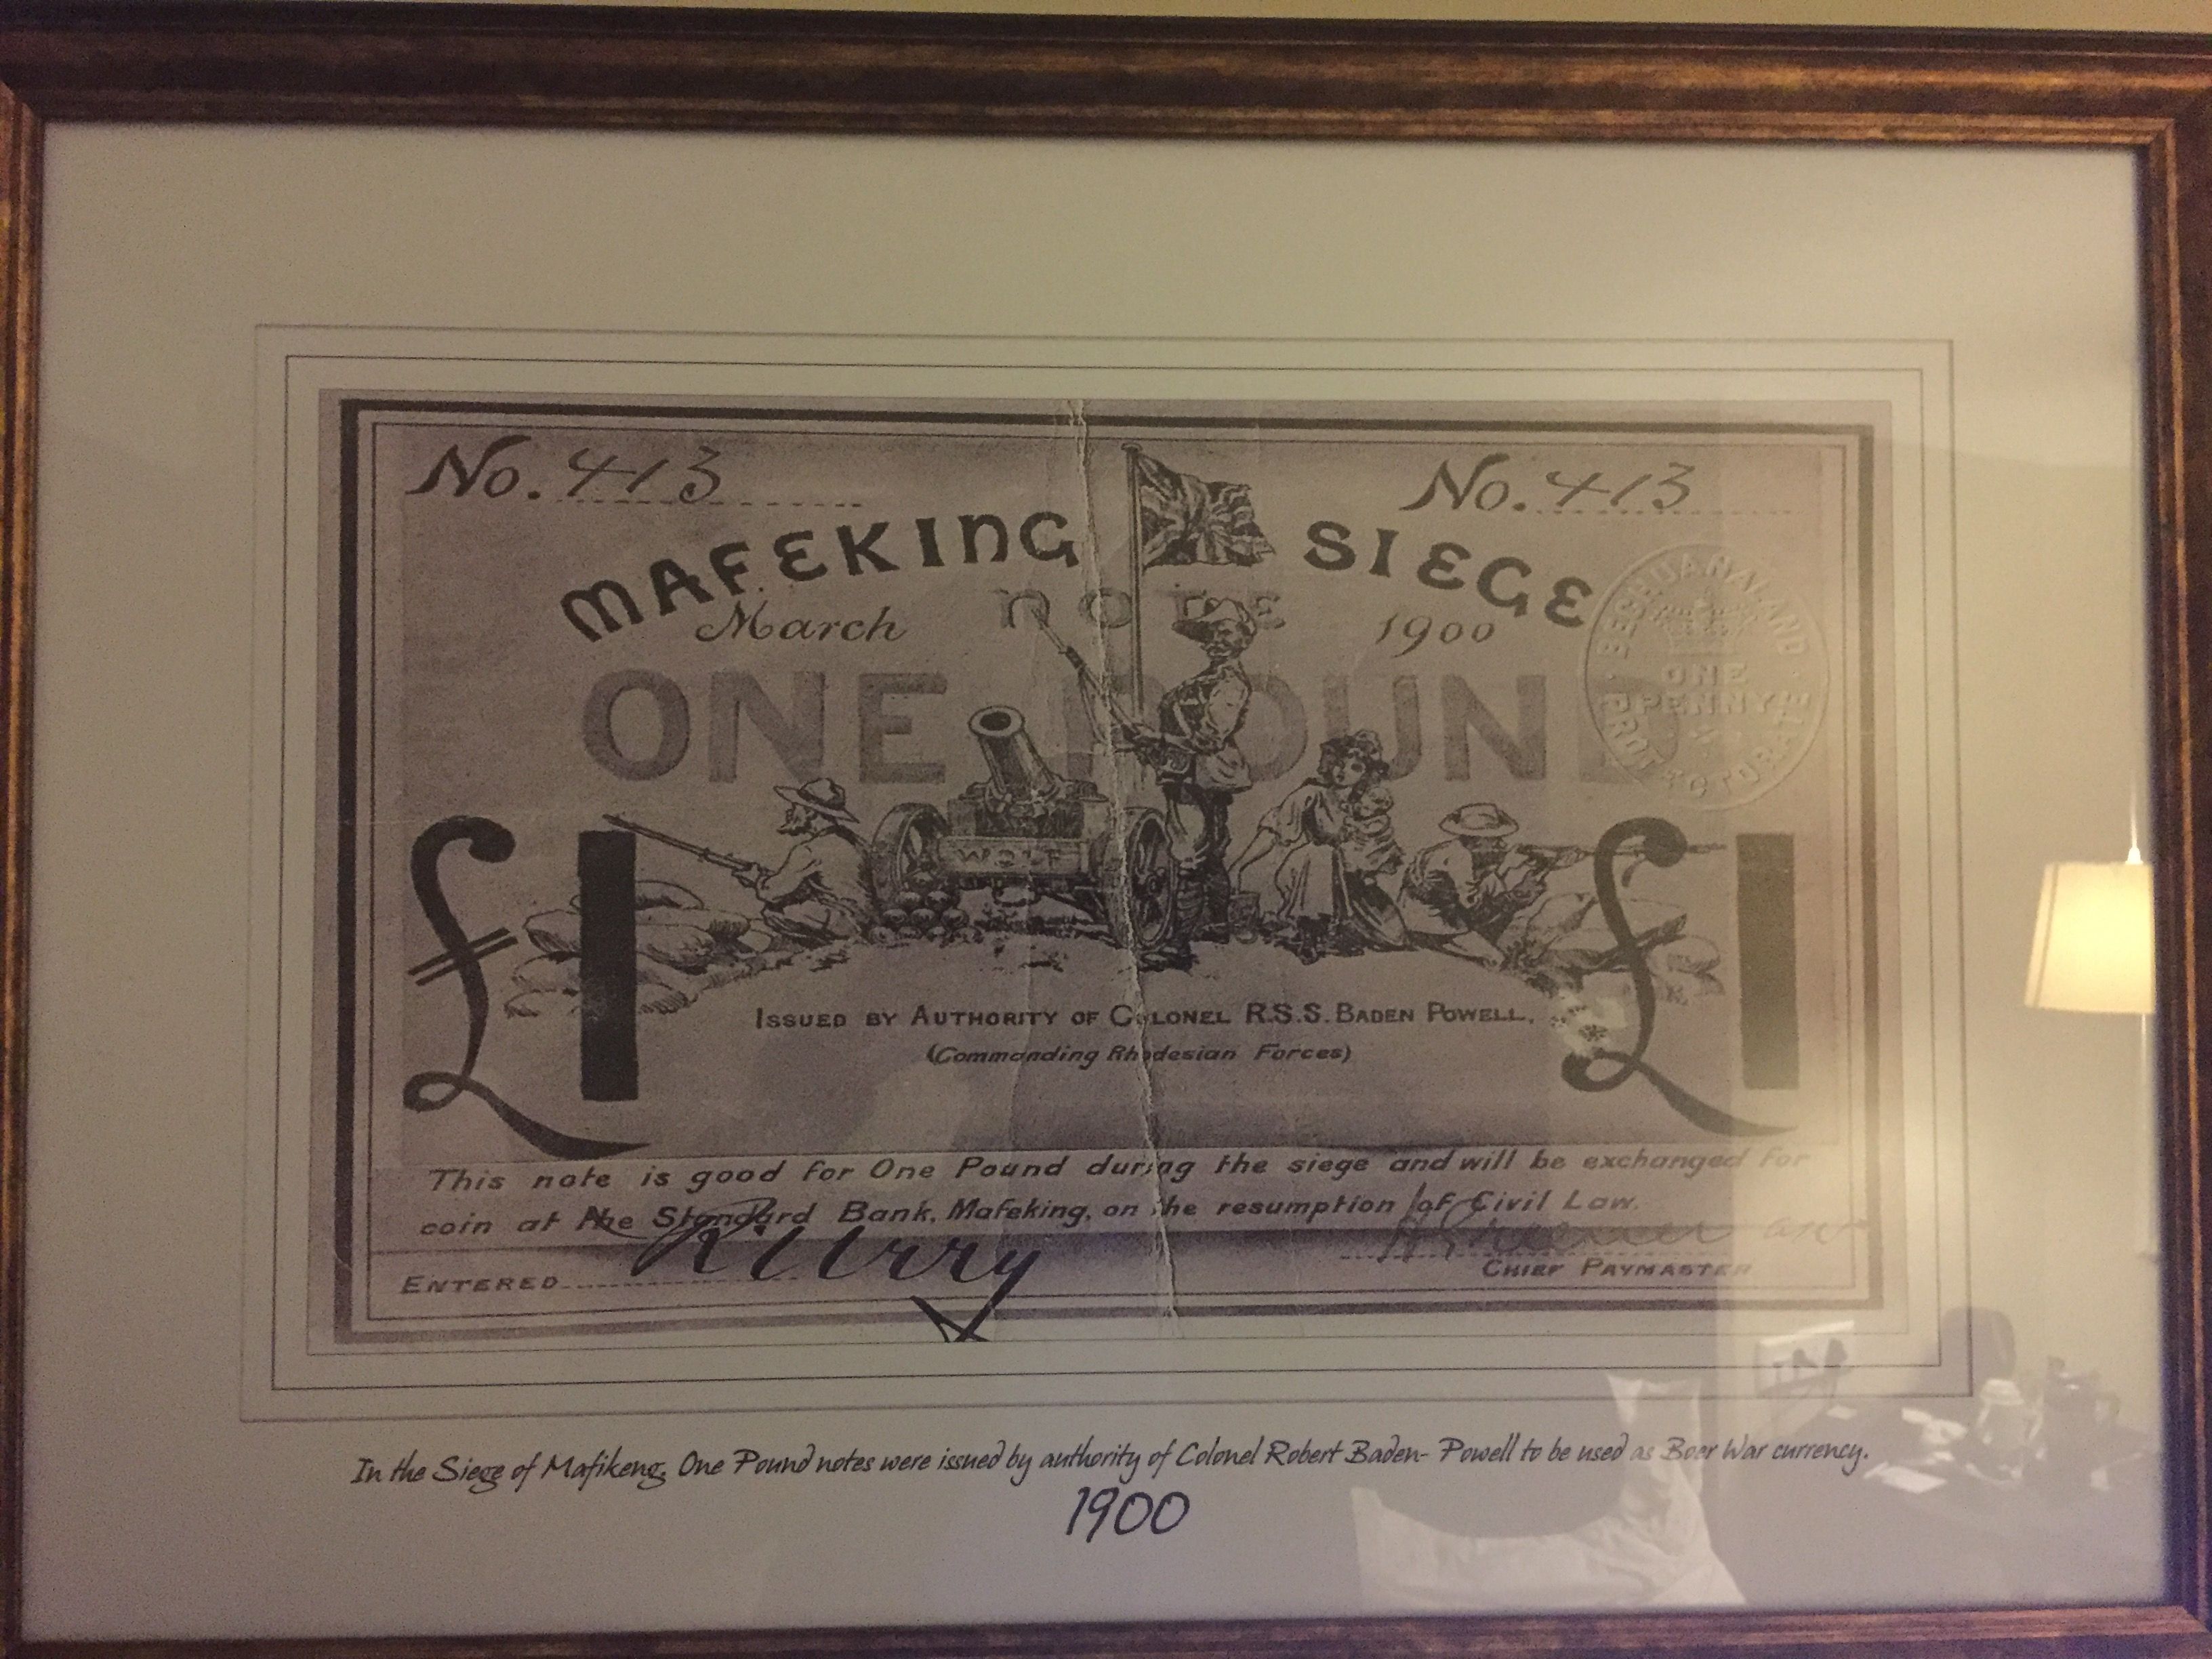 No. 413
No. 413
MAFEKING SIEGE
March NOTE 1900
ONE POUND
BECHUANALAND PROTECTORATE
ONE
PENNY
WOLF
£1
£1
ISSUED BY AUTHORITY OF COLONEL R.S.S. BADEN POWELL,
(Commanding Rhodesian Forces)
This note is good for One Pound during the siege and will be exchanged for
coin at the Standard Bank, Mafeking, on the resumption of Civil Law.
ENTERED R Urry
CHIEF PAYMASTER
In the Siege of Mafikeng, One Pound notes were issued by authority of Colonel Robert Baden- Powell to be used as Boer War currency.
1900